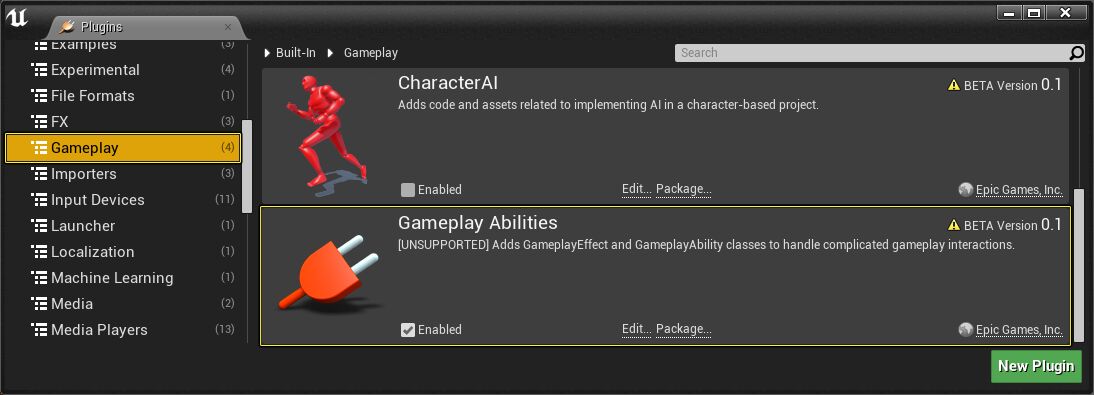 Plugins
Examples (3)
Experimental (4)
File Formats (1)
FX (3)
Gameplay (4)
Importers (3)
Input Devices (11)
Launcher (1)
Localization (1)
Machine Learning (1)
Media (2)
Media Players (13)
Built-In Gameplay
Search
CharacterAI
BETA Version 0.1
Adds code and assets related to implementing AI in a character-based project.
Enabled Edit... Package... Epic Games, Inc.
Gameplay Abilities
BETA Version 0.1
[UNSUPPORTED] Adds GameplayEffect and GameplayAbility classes to handle complicated gameplay interactions.
Enabled Edit... Package... Epic Games, Inc.
New Plugin